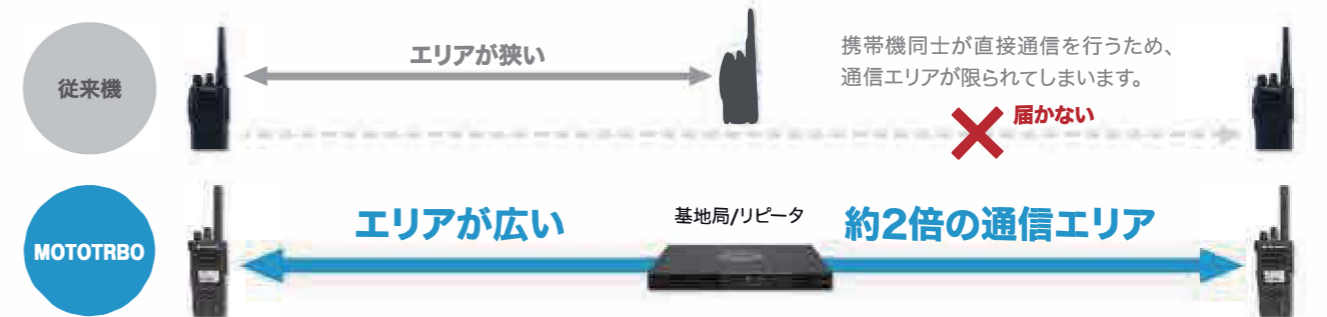 従来機
エリアが狭い
携帯機同士が直接通信を行うため、
通信エリアが限られてしまいます。
届かない
MOTOTRBO
エリアが広い
基地局/リピータ
約2倍の通信エリア